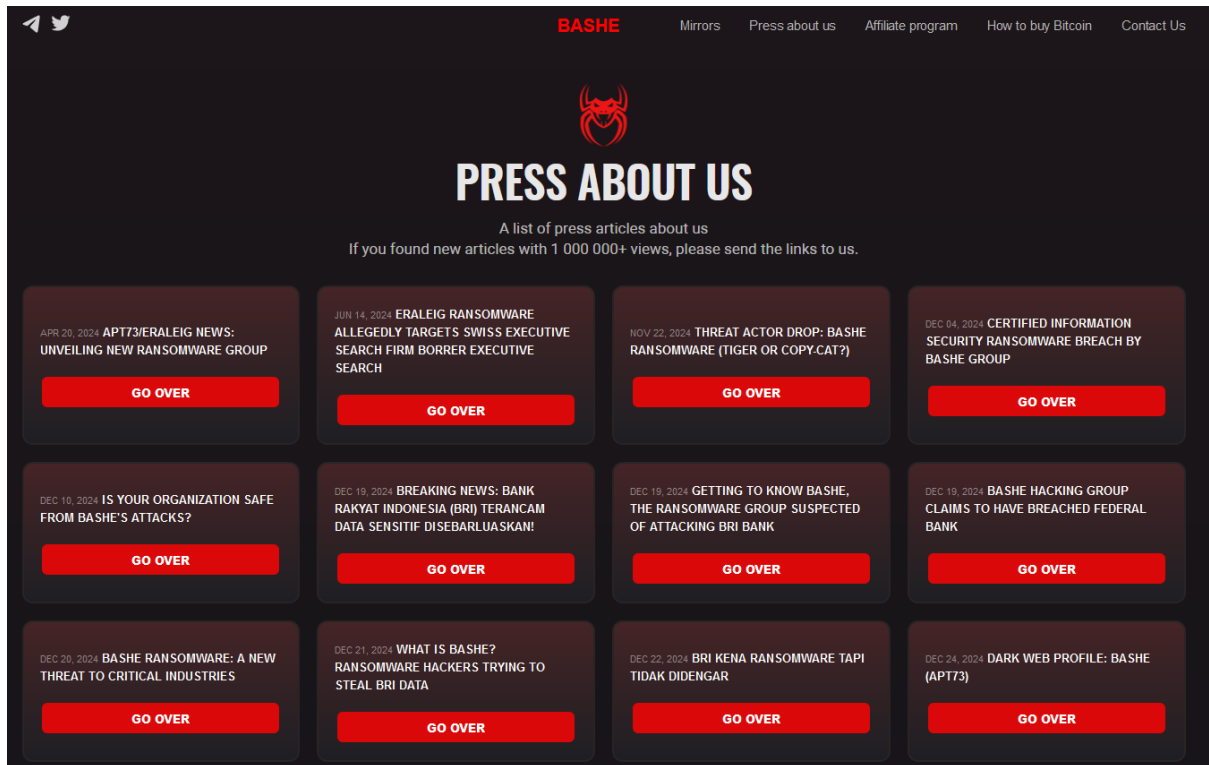 BASHE
Mirrors
Press about us
Affiliate program
How to buy Bitcoin
Contact Us
PRESS ABOUT US
A list of press articles about us
If you found new articles with 1 000 000+ views, please send the links to us.
APR 20, 2024 APT73/ERALEIG NEWS:
UNVEILING NEW RANSOMWARE GROUP
GO OVER
JUN 14, 2024 ERALEIG RANSOMWARE
ALLEGEDLY TARGETS SWISS EXECUTIVE
SEARCH FIRM BORRER EXECUTIVE
SEARCH
GO OVER
NOV 22, 2024 THREAT ACTOR DROP: BASHE
RANSOMWARE (TIGER OR COPY-CAT?)
GO OVER
DEC 04, 2024 CERTIFIED INFORMATION
SECURITY RANSOMWARE BREACH BY
BASHE GROUP
GO OVER
DEC 10, 2024 IS YOUR ORGANIZATION SAFE
FROM BASHE'S ATTACKS?
GO OVER
DEC 19, 2024 BREAKING NEWS: BANK
RAKYAT INDONESIA (BRI) TERANCAM
DATA SENSITIF DISEBARLUASKAN!
GO OVER
DEC 19, 2024 GETTING TO KNOW BASHE,
THE RANSOMWARE GROUP SUSPECTED
OF ATTACKING BRI BANK
GO OVER
DEC 19, 2024 BASHE HACKING GROUP
CLAIMS TO HAVE BREACHED FEDERAL
BANK
GO OVER
DEC 20, 2024 BASHE RANSOMWARE: A NEW
THREAT TO CRITICAL INDUSTRIES
GO OVER
DEC 21, 2024 WHAT IS BASHE?
RANSOMWARE HACKERS TRYING TO
STEAL BRI DATA
GO OVER
DEC 22, 2024 BRI KENA RANSOMWARE TAPI
TIDAK DIDENGAR
GO OVER
DEC 24, 2024 DARK WEB PROFILE: BASHE
(APT73)
GO OVER